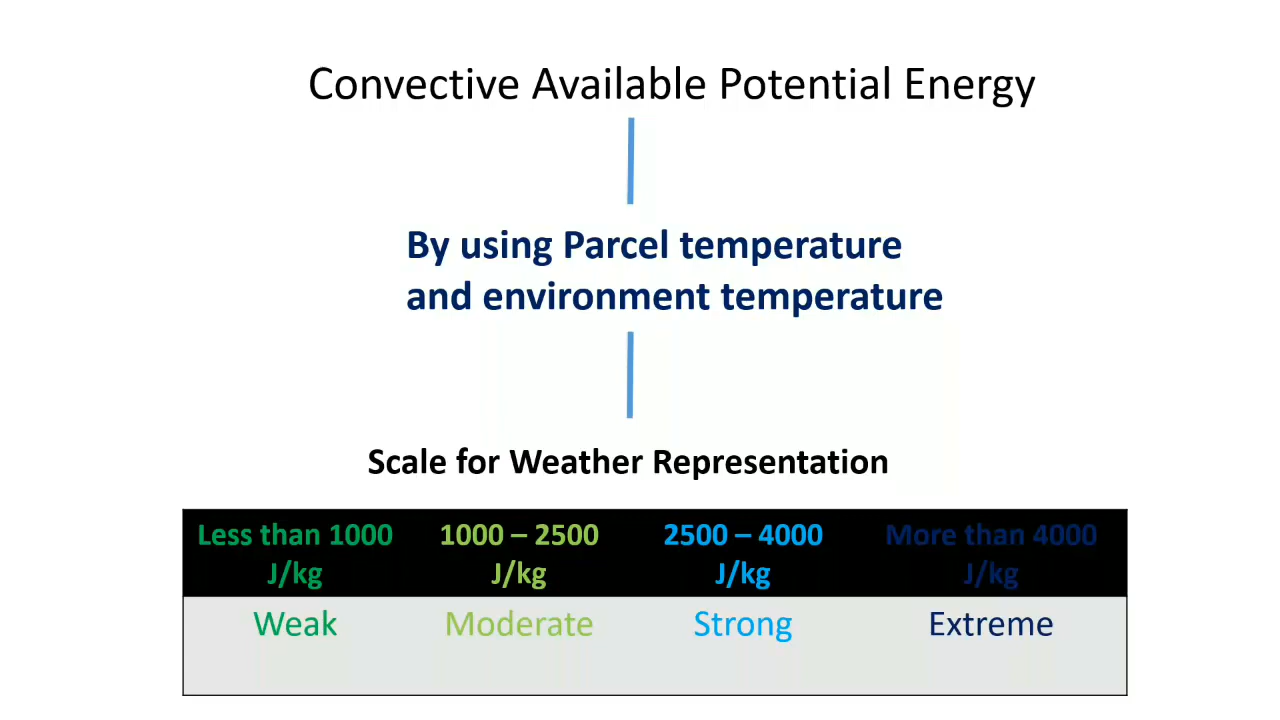 Convective Available Potential Energy
By using Parcel temperature
and environment temperature
Scale for Weather Representation
Less than 1000 J/kg
1000 – 2500 J/kg
2500 – 4000 J/kg
More than 4000 J/kg
Weak
Moderate
Strong
Extreme